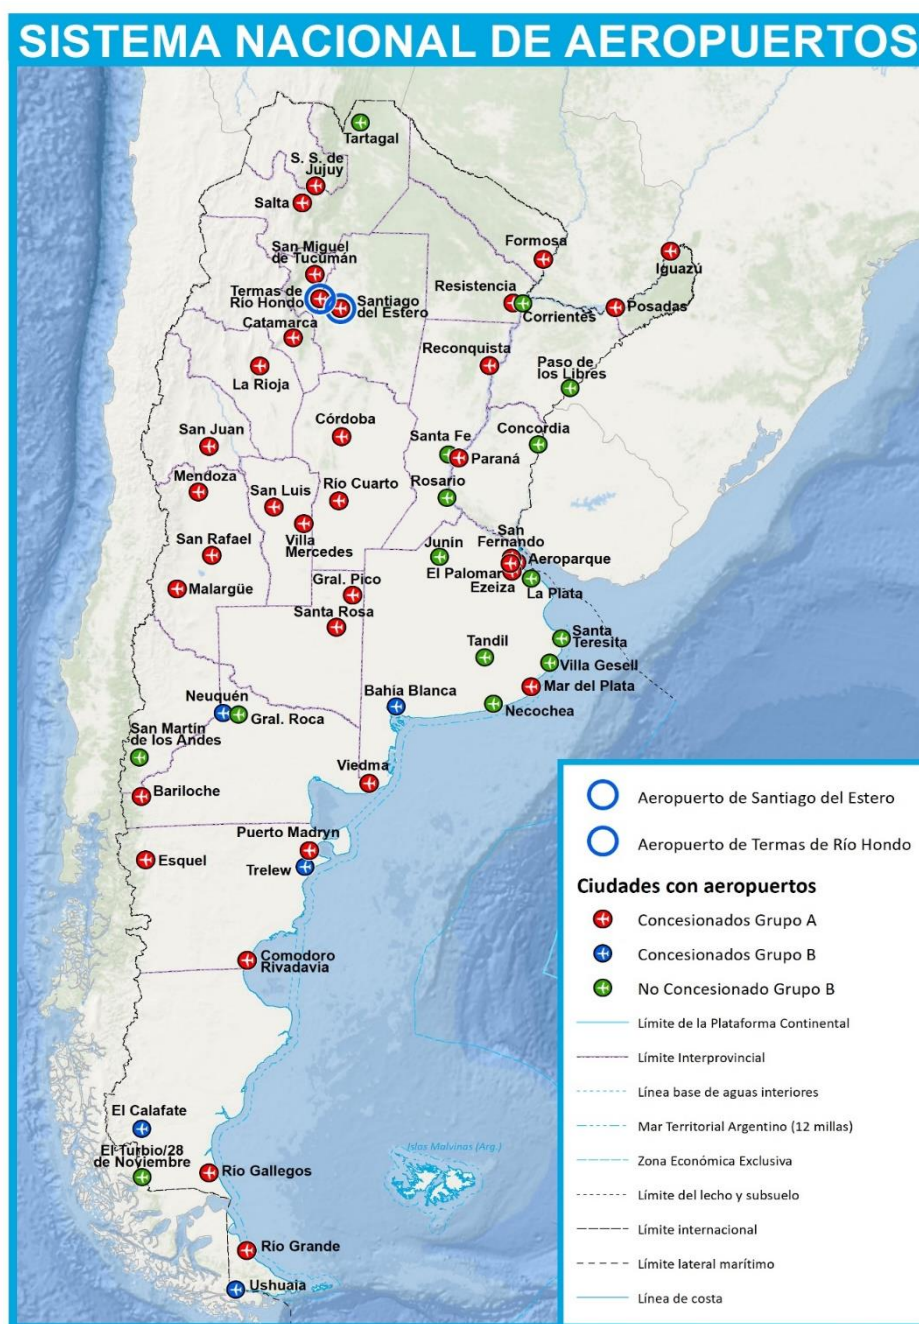 SISTEMA NACIONAL DE AEROPUERTOS
Tartagal
S. S. de
Jujuy
Salta
San Miguel
de Tucumán
Formosa
Iguazú
Termas de
Río Hondo
Santiago
del Estero
Resistencia
Corrientes
Posadas
Catamarca
La Rioja
Reconquista
Paso de
los Libres
San Juan
Córdoba
Santa Fe
Paraná
Concordia
Mendoza
San Luis
Río Cuarto
Rosario
Villa
Mercedes
San Rafael
Junín
San
Fernando
Aeroparque
El Palomar
Ezeiza
La Plata
Malargüe
Gral. Pico
Santa Rosa
Tandil
Santa
Teresita
Villa Gesell
Mar del Plata
Necochea
Neuquén
Gral. Roca
Bahía Blanca
San Martín
de los Andes
Bariloche
Viedma
Puerto Madryn
Trelew
Esquel
Comodoro
Rivadavia
El Calafate
El Turbio/28
de Noviembre
Río Gallegos
Islas Malvinas (Arg.)
Río Grande
Ushuaia
Aeropuerto de Santiago del Estero
Aeropuerto de Termas de Río Hondo
Ciudades con aeropuertos
Concesionados Grupo A
Concesionados Grupo B
No Concesionado Grupo B
Límite de la Plataforma Continental
Límite Interprovincial
Línea base de aguas interiores
Mar Territorial Argentino (12 millas)
Zona Económica Exclusiva
Límite del lecho y subsuelo
Límite internacional
Límite lateral marítimo
Línea de costa